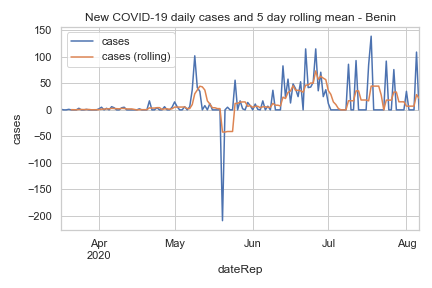 New COVID-19 daily cases and 5 day rolling mean - Benin
cases
cases (rolling)
150
100
50
0
−50
−100
−150
−200
cases
Apr
2020
May
Jun
Jul
Aug
dateRep